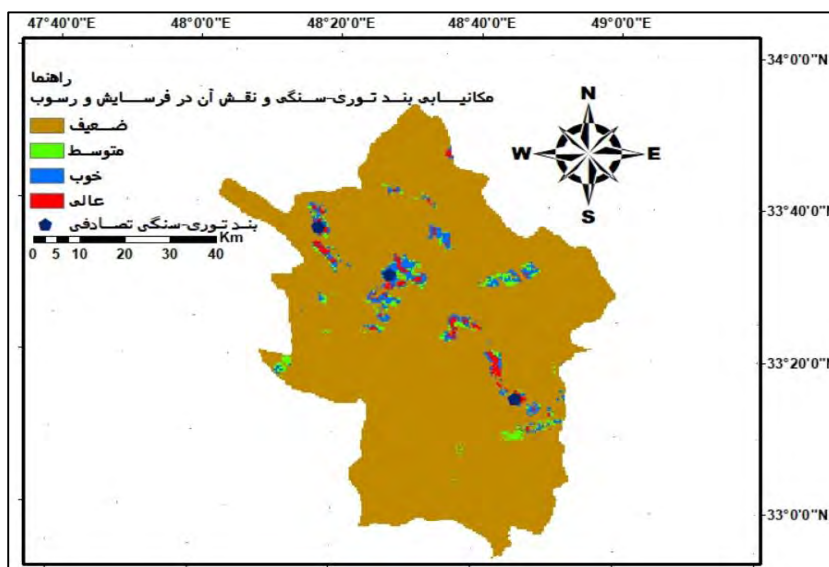 47°40'0"E 48°0'0"E 48°20'0"E 48°40'0"E 49°0'0"E
34°0'0"N
33°40'0"N
33°20'0"N
33°0'0"N
راهنما
مکانیابی بند توری-سنگی و نقش آن در فرسایش و رسوب
ضعیف
متوسط
خوب
عالی
بند توری-سنگی تصادفی
Km
0 5 10 20 30 40
N
W E
S